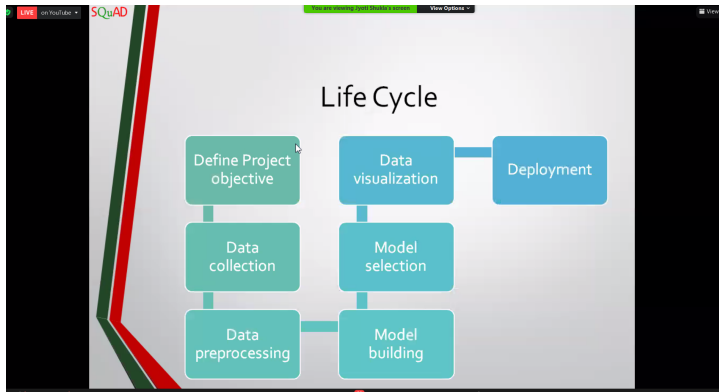 LIVE on YouTube
SQuAD
You are viewing Jyoti Shukla's screen
View Options
View
Life Cycle
Define Project
objective
Data
collection
Data
preprocessing
Model
building
Model
selection
Data
visualization
Deployment